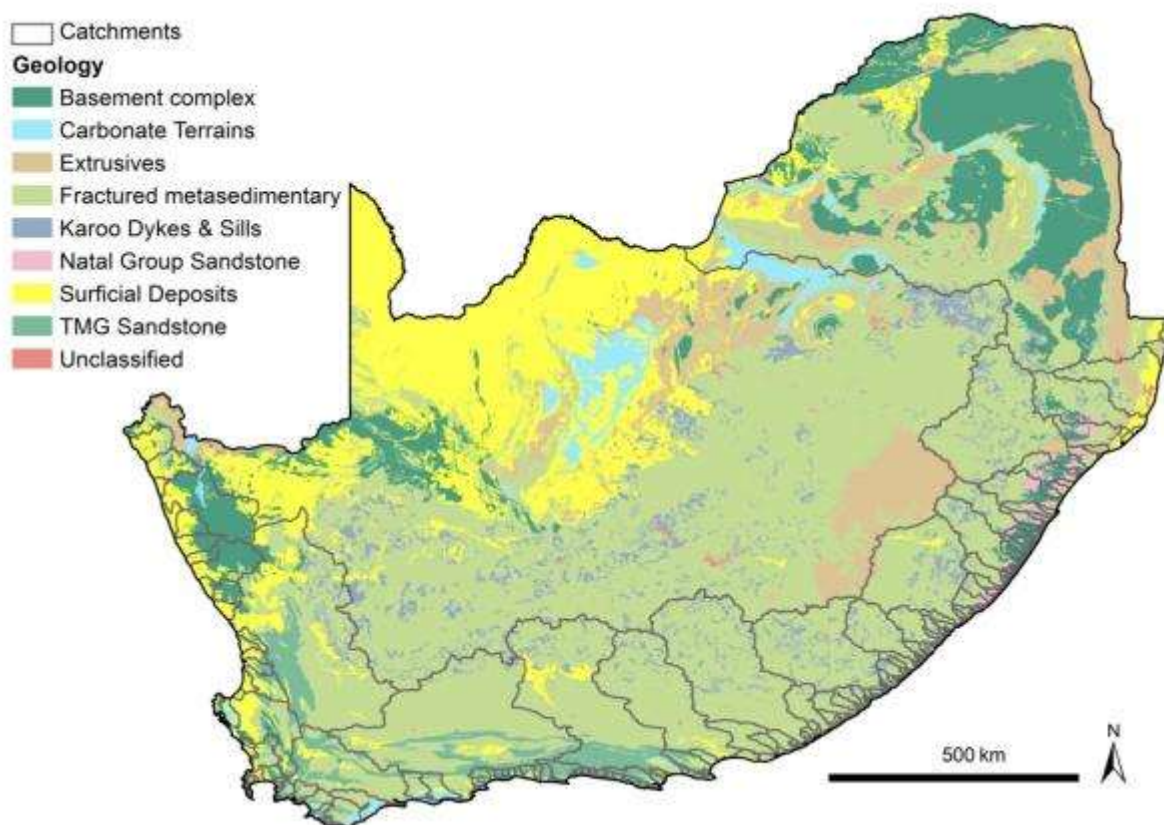 Catchments
Geology
Basement complex
Carbonate Terrains
Extrusives
Fractured metasedimentary
Karoo Dykes & Sills
Natal Group Sandstone
Surficial Deposits
TMG Sandstone
Unclassified
N
500 km